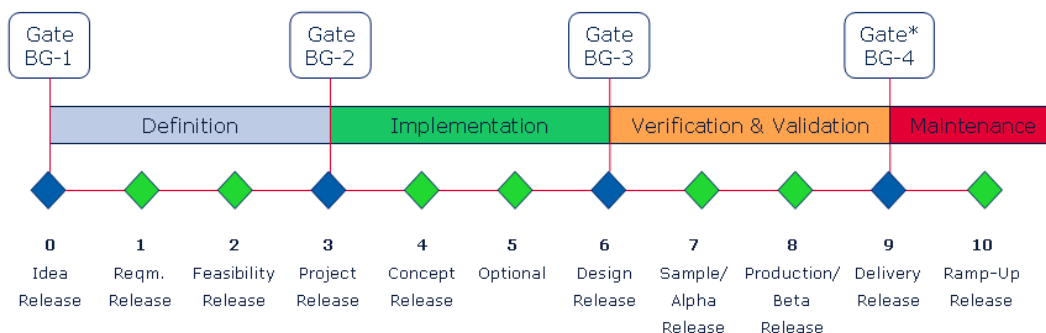 Gate
BG-1
Gate
BG-2
Gate
BG-3
Gate*
BG-4
Definition
Implementation
Verification & Validation
Maintenance
0
Idea
Release
1
Reqm.
Release
2
Feasibility
Release
3
Project
Release
4
Concept
Release
5
Optional
6
Design
Release
7
Sample/
Alpha
Release
8
Production/
Beta
Release
9
Delivery
Release
10
Ramp-Up
Release